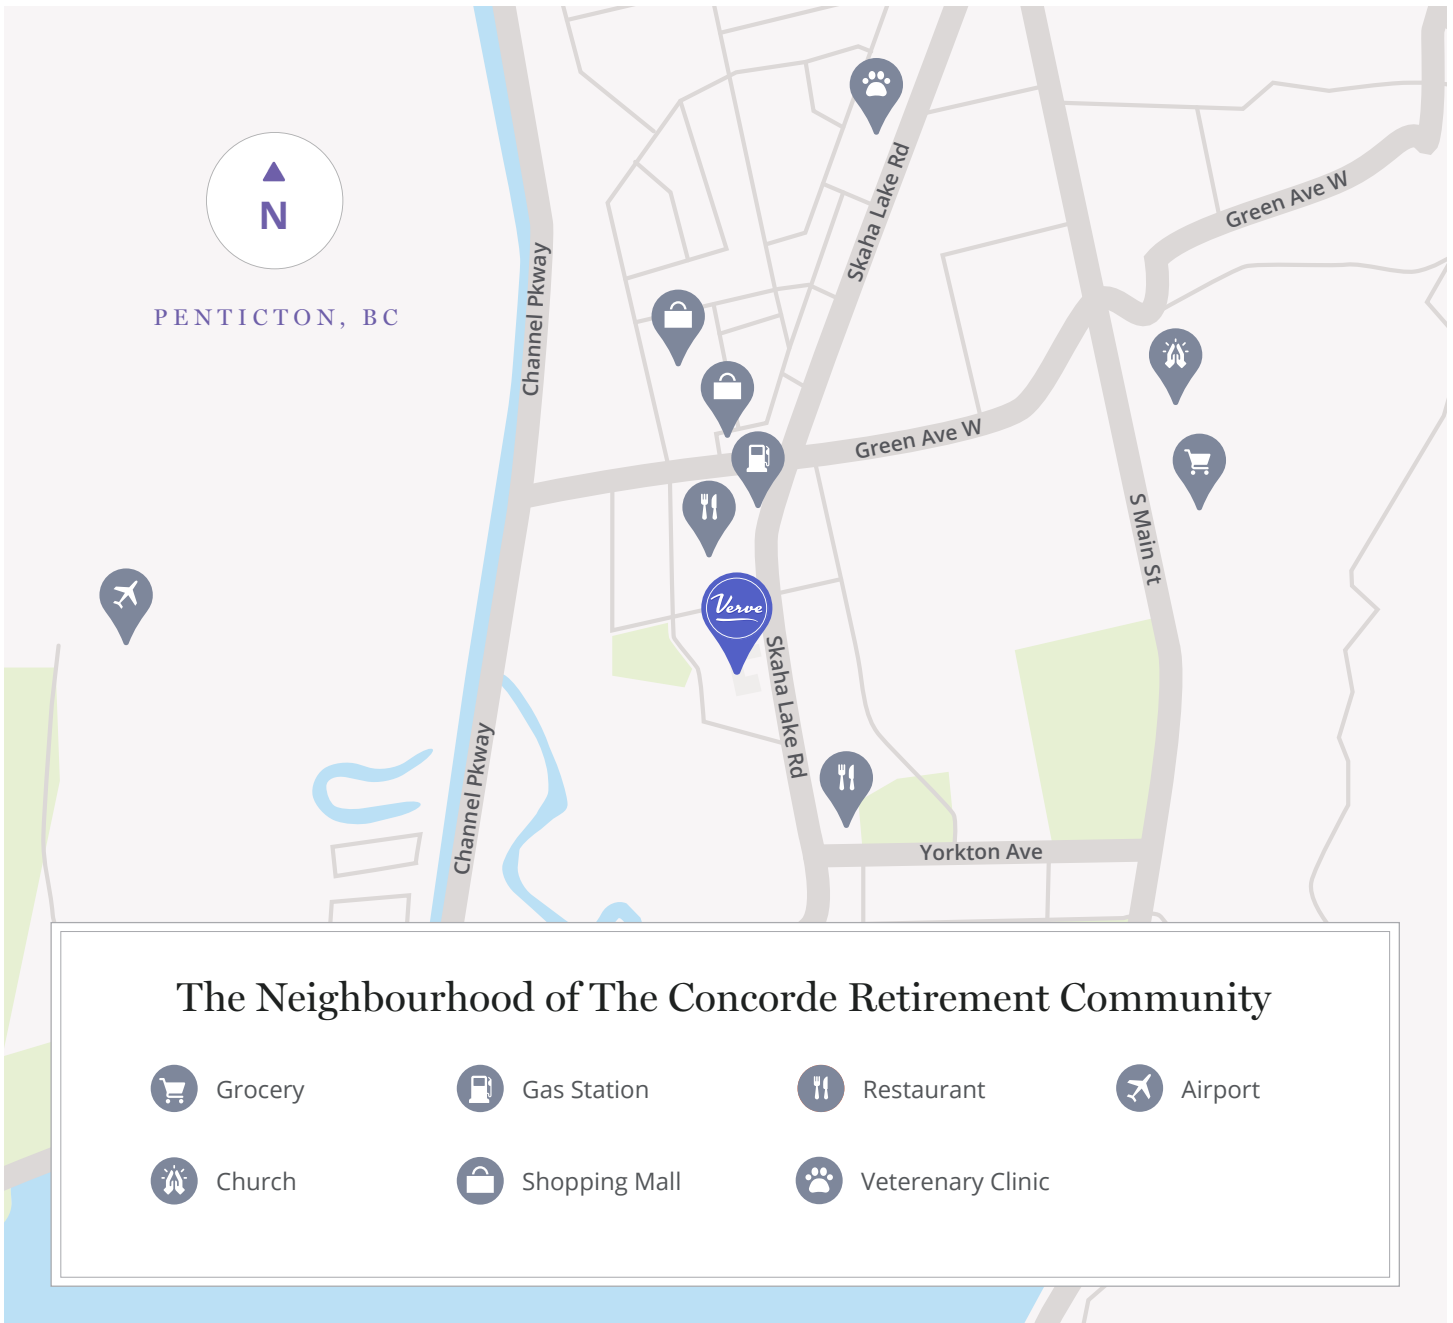 N
PENTICTON, BC
Channel Pkway
Skaha Lake Rd
Green Ave W
Green Ave W
S Main St
Verve
Skaha Lake Rd
Channel Pkway
Yorkton Ave
The Neighbourhood of The Concorde Retirement Community
Grocery
Gas Station
Restaurant
Airport
Church
Shopping Mall
Veterenary Clinic